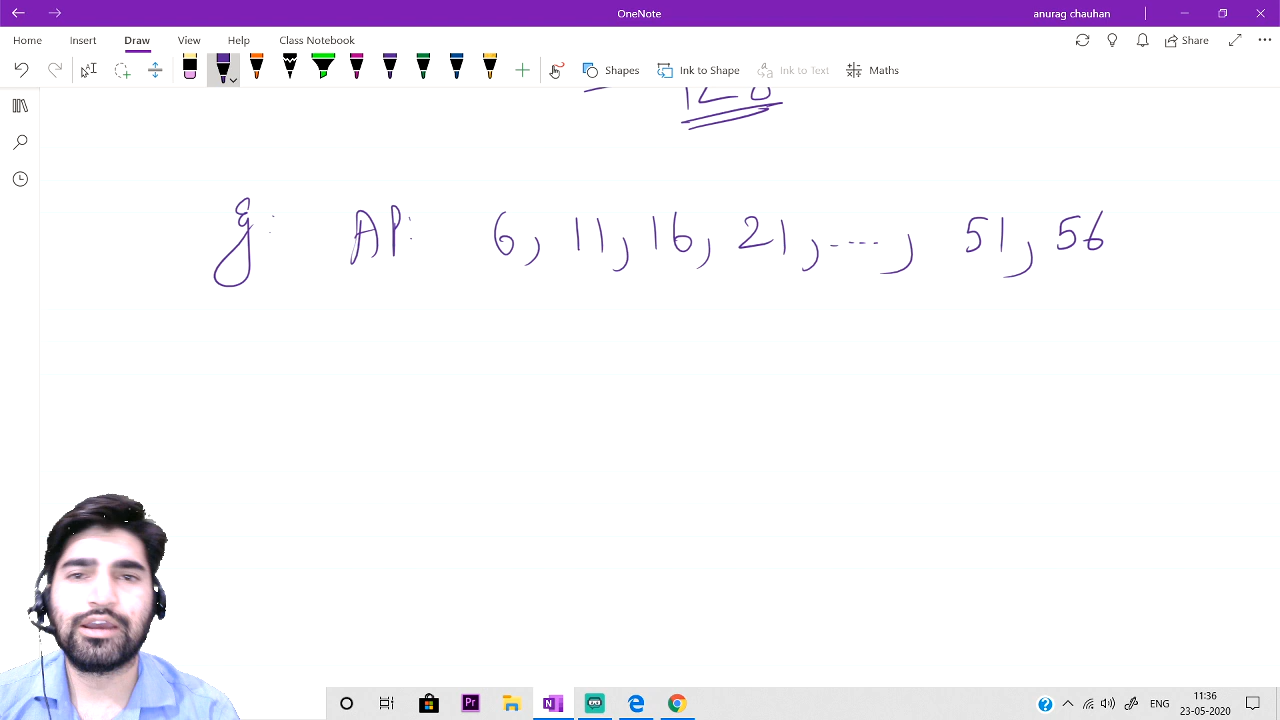 OneNote
anurag chauhan
Home Insert Draw View Help Class Notebook
Share
Shapes Ink to Shape Ink to Text Maths
AP: 6, 11, 16, 21, ...., 51, 56
Pr
N
ENG
11:36
23-05-2020